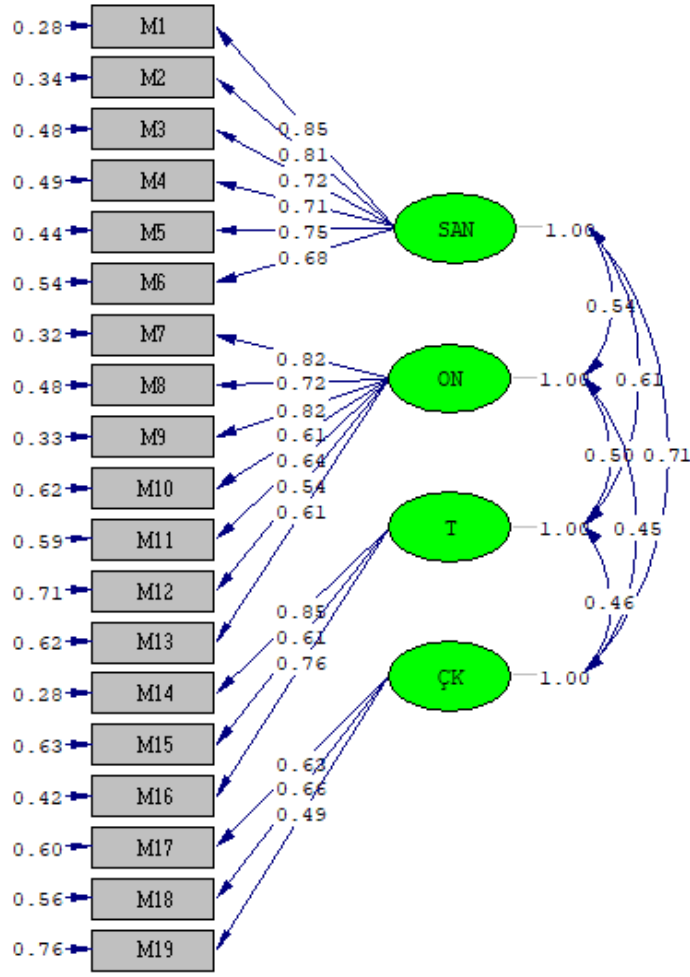 0.28 M1
0.34 M2
0.48 M3
0.49 M4
0.44 M5
0.54 M6
0.32 M7
0.48 M8
0.33 M9
0.62 M10
0.59 M11
0.71 M12
0.62 M13
0.28 M14
0.63 M15
0.42 M16
0.60 M17
0.56 M18
0.76 M19
0.85
0.81
0.72
0.71
0.75
0.68
0.82
0.72
0.82
0.61
0.64
0.54
0.61
0.85
0.61
0.76
0.63
0.66
0.49
SAN 1.00
ON 1.00
T 1.00
ÇK 1.00
0.54
0.61
0.50
0.71
0.45
0.46